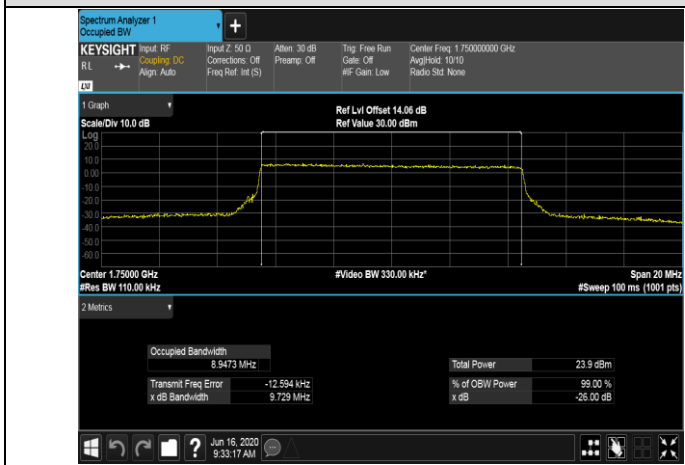 Spectrum Analyzer 1
Occupied BW
+
KEYSIGHT Input: RF Input Z: 50 Ω Atten: 30 dB Trig: Free Run Center Freq: 1.750000000 GHz
RL Coupling: DC Corrections: Off Preamp: Off Gate: Off Avg|Hold: 10/10
Align: Auto Freq Ref: Int (S) #IF Gain: Low Radio Std: None
LXI
1 Graph
Ref Lvl Offset 14.06 dB
Scale/Div 10.0 dB Ref Value 30.00 dBm
Log
20.0
10.0
0.00
-10.0
-20.0
-30.0
-40.0
-50.0
-60.0
Center 1.75000 GHz #Video BW 330.00 kHz* Span 20 MHz
#Res BW 110.00 kHz #Sweep 100 ms (1001 pts)
2 Metrics
Occupied Bandwidth
8.9473 MHz Total Power 23.9 dBm
Transmit Freq Error -12.594 kHz % of OBW Power 99.00 %
x dB Bandwidth 9.729 MHz x dB -26.00 dB
? Jun 16, 2020
9:33:17 AM